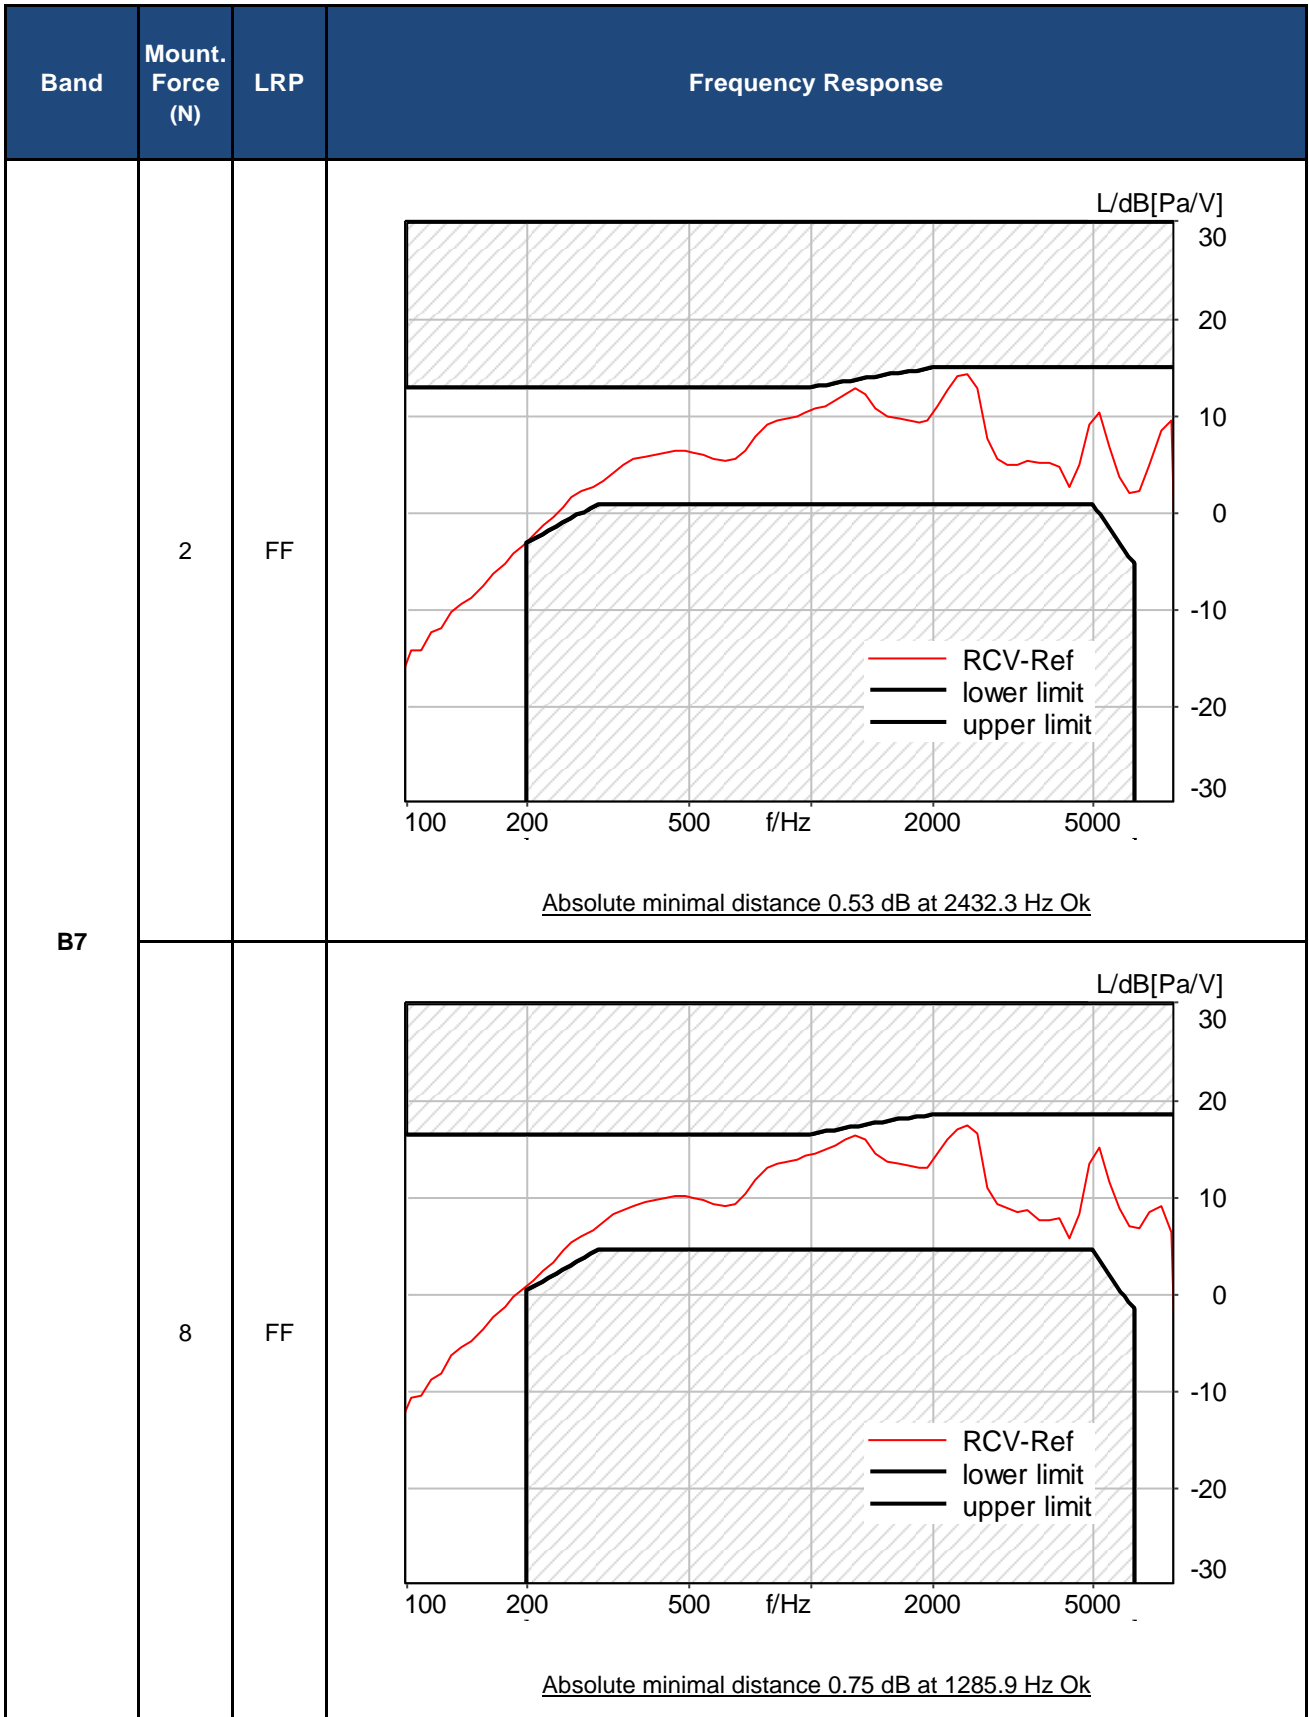 Band
Mount.
Force
(N)
LRP
Frequency Response
B7
2
FF
L/dB[Pa/V]
30
20
10
0
-10
-20
-30
RCV-Ref
lower limit
upper limit
100 200 500 f/Hz 2000 5000
Absolute minimal distance 0.53 dB at 2432.3 Hz Ok
8
FF
L/dB[Pa/V]
30
20
10
0
-10
-20
-30
RCV-Ref
lower limit
upper limit
100 200 500 f/Hz 2000 5000
Absolute minimal distance 0.75 dB at 1285.9 Hz Ok